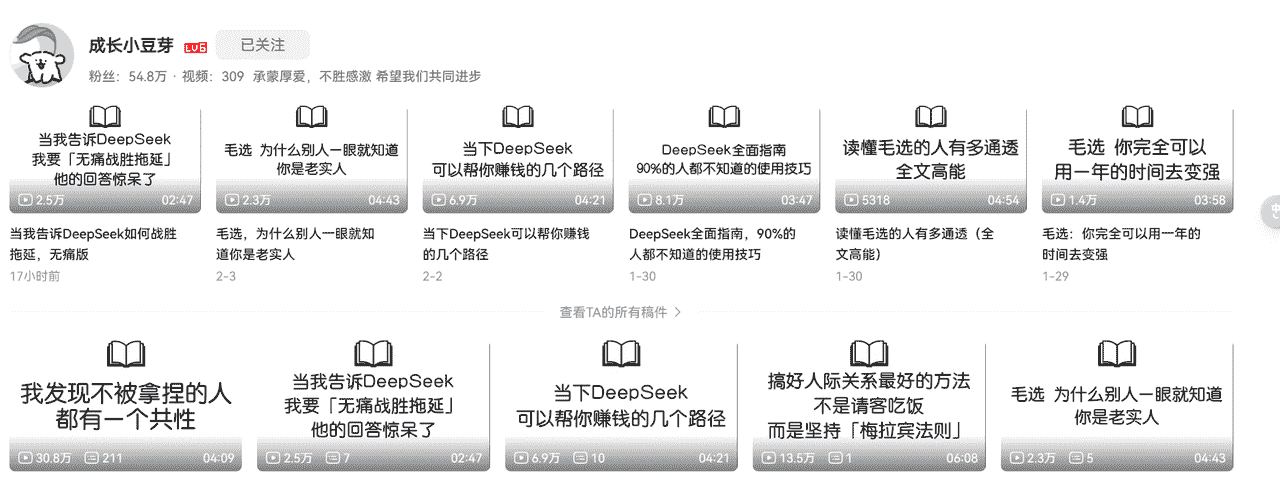 成长小豆芽 LV6 已关注
粉丝：54.8万 · 视频：309 承蒙厚爱，不胜感激 希望我们共同进步
当我告诉DeepSeek
我要「无痛战胜拖延」
他的回答惊呆了
2.5万 02:47
当我告诉DeepSeek如何战胜
拖延，无痛版
17小时前
毛选 为什么别人一眼就知道
你是老实人
2.3万 04:43
毛选，为什么别人一眼就知
道你是老实人
2-3
当下DeepSeek
可以帮你赚钱的几个路径
6.9万 04:21
当下DeepSeek可以帮你赚钱
的几个路径
2-2
DeepSeek全面指南
90%的人都不知道的使用技巧
8.1万 03:47
DeepSeek全面指南，90%的
人都不知道的使用技巧
1-30
读懂毛选的人有多通透
全文高能
5318 04:54
读懂毛选的人有多通透（全
文高能）
1-30
毛选 你完全可以
用一年的时间去变强
1.4万 03:58
毛选：你完全可以用一年的
时间去变强
1-29
查看TA的所有稿件 >
我发现不被拿捏的人
都有一个共性
30.8万 211 04:09
当我告诉DeepSeek
我要「无痛战胜拖延」
他的回答惊呆了
2.5万 7 02:47
当下DeepSeek
可以帮你赚钱的几个路径
6.9万 10 04:21
搞好人际关系最好的方法
不是请客吃饭
而是坚持「梅拉宾法则」
13.5万 1 06:08
毛选 为什么别人一眼就知道
你是老实人
2.3万 5 04:43